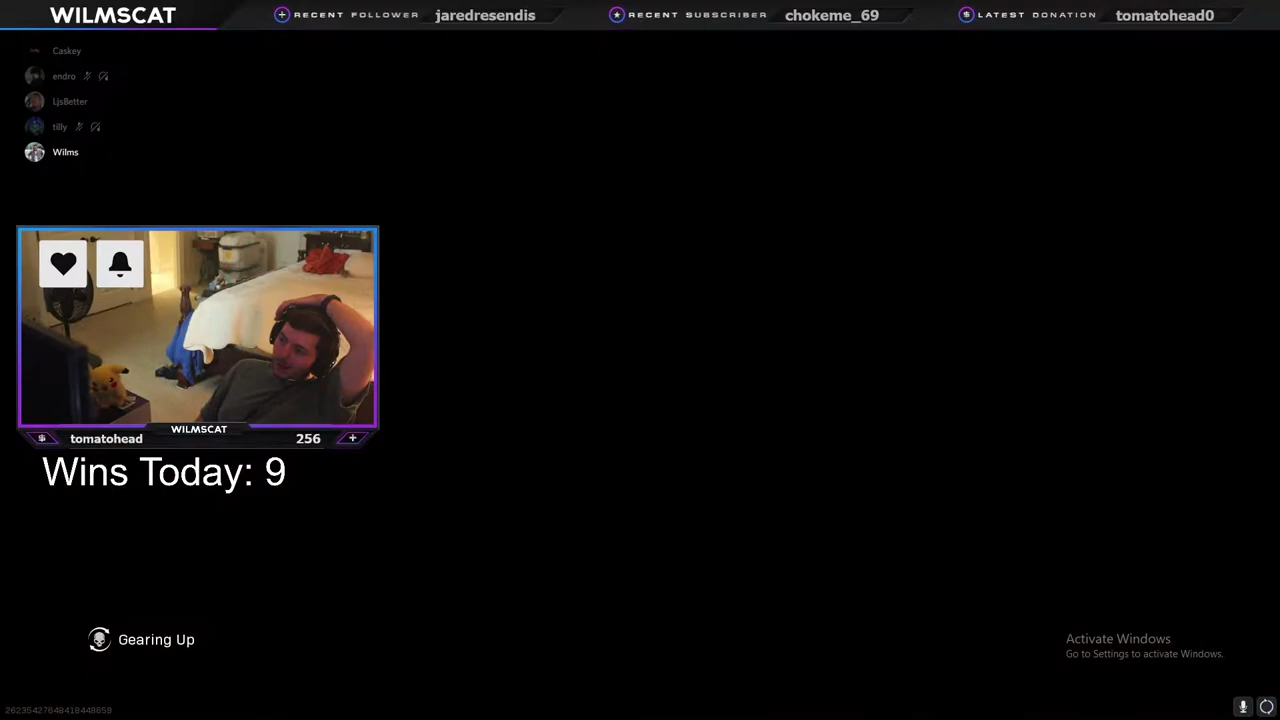 WILMSCAT
RECENT FOLLOWER jaredresendis
RECENT SUBSCRIBER chokeme_69
LATEST DONATION tomatohead0
Caskey
endro
LjsBetter
tilly
Wilms
WILMSCAT
tomatohead 256
Wins Today: 9
Gearing Up
Activate Windows
Go to Settings to activate Windows.
26235427648418448659